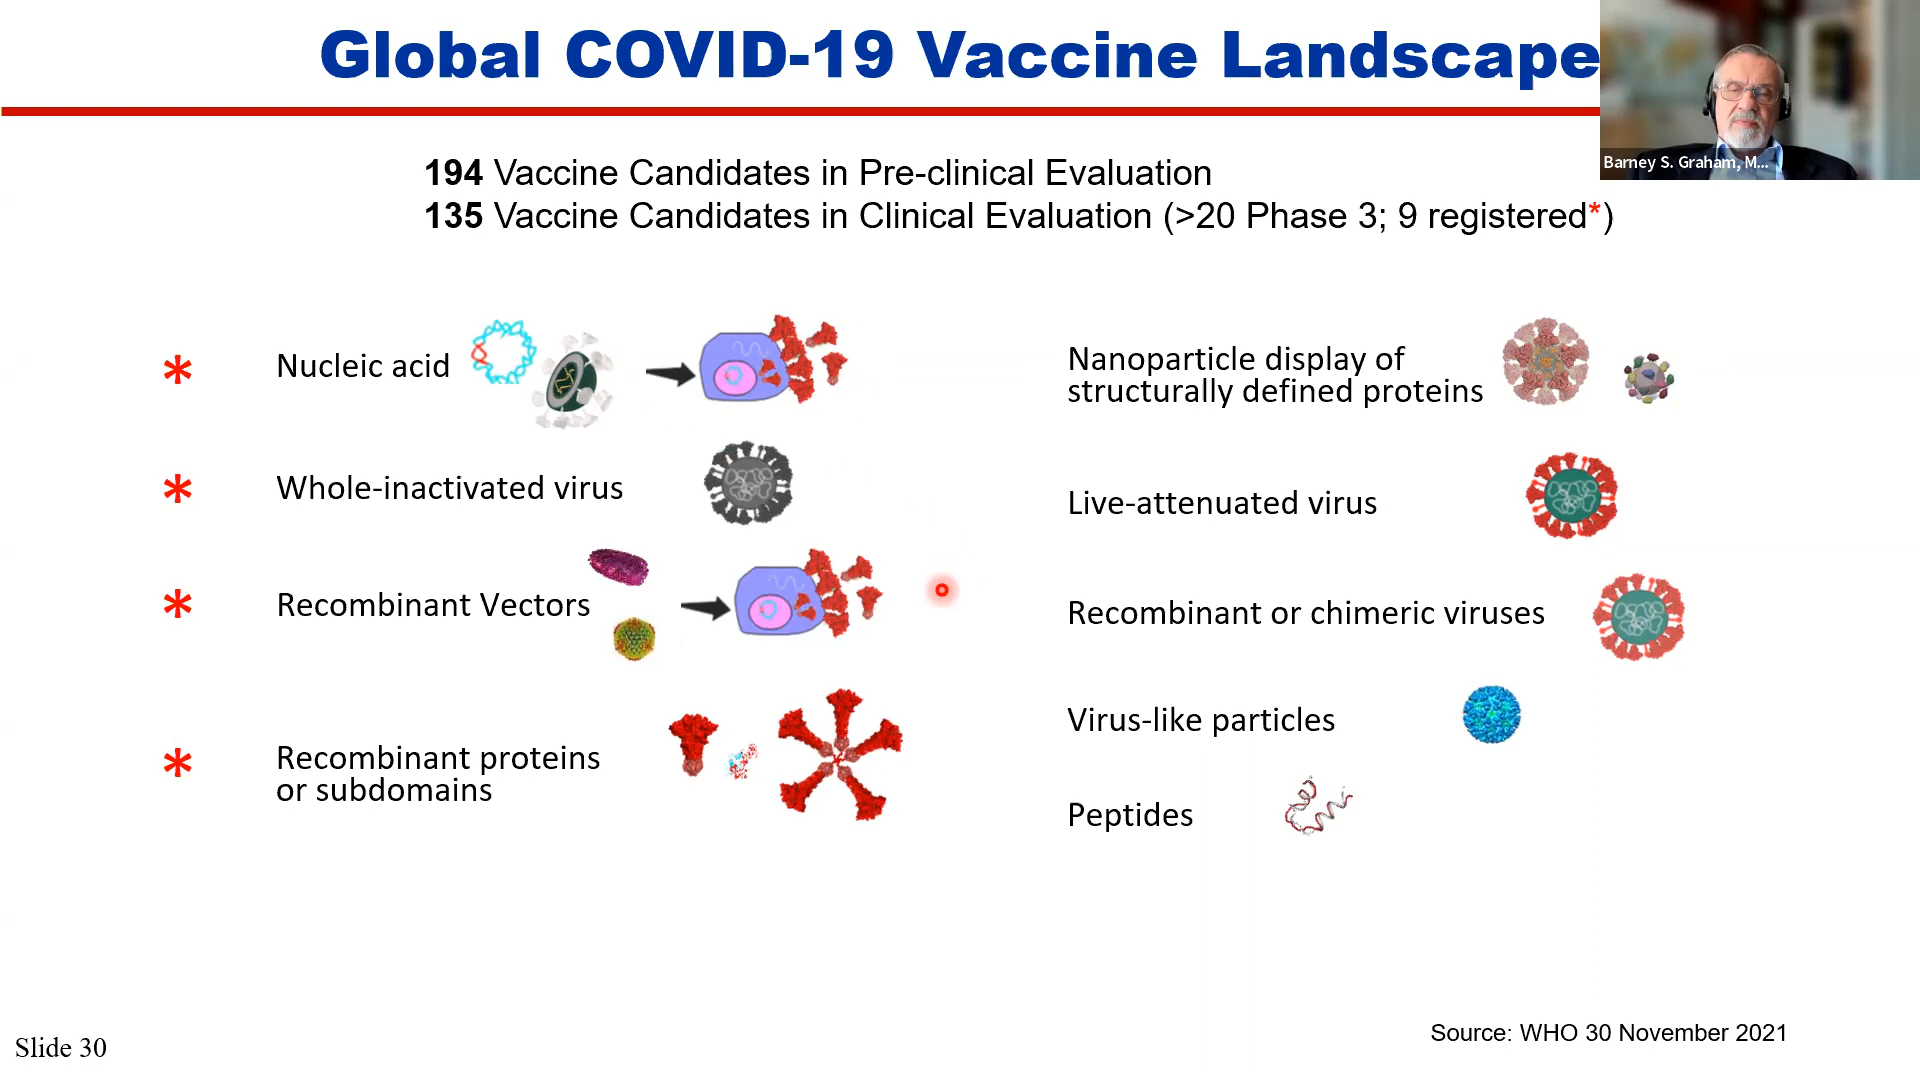 Global COVID-19 Vaccine Landscape
Barney S. Graham, M...
194 Vaccine Candidates in Pre-clinical Evaluation
135 Vaccine Candidates in Clinical Evaluation (>20 Phase 3; 9 registered*)
* Nucleic acid
* Whole-inactivated virus
* Recombinant Vectors
* Recombinant proteins
or subdomains
Nanoparticle display of
structurally defined proteins
Live-attenuated virus
Recombinant or chimeric viruses
Virus-like particles
Peptides
Source: WHO 30 November 2021
Slide 30